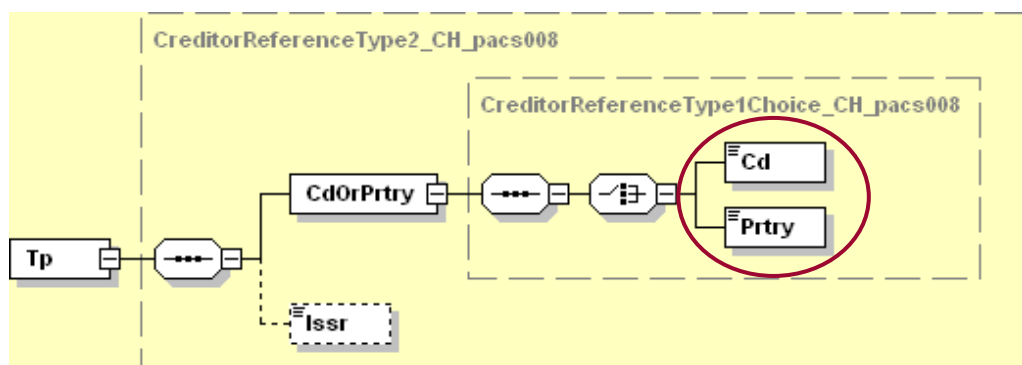 CreditorReferenceType2_CH_pacs008
CreditorReferenceType1Choice_CH_pacs008
Cd
CdOrPrtry
Prtry
Tp
Issr